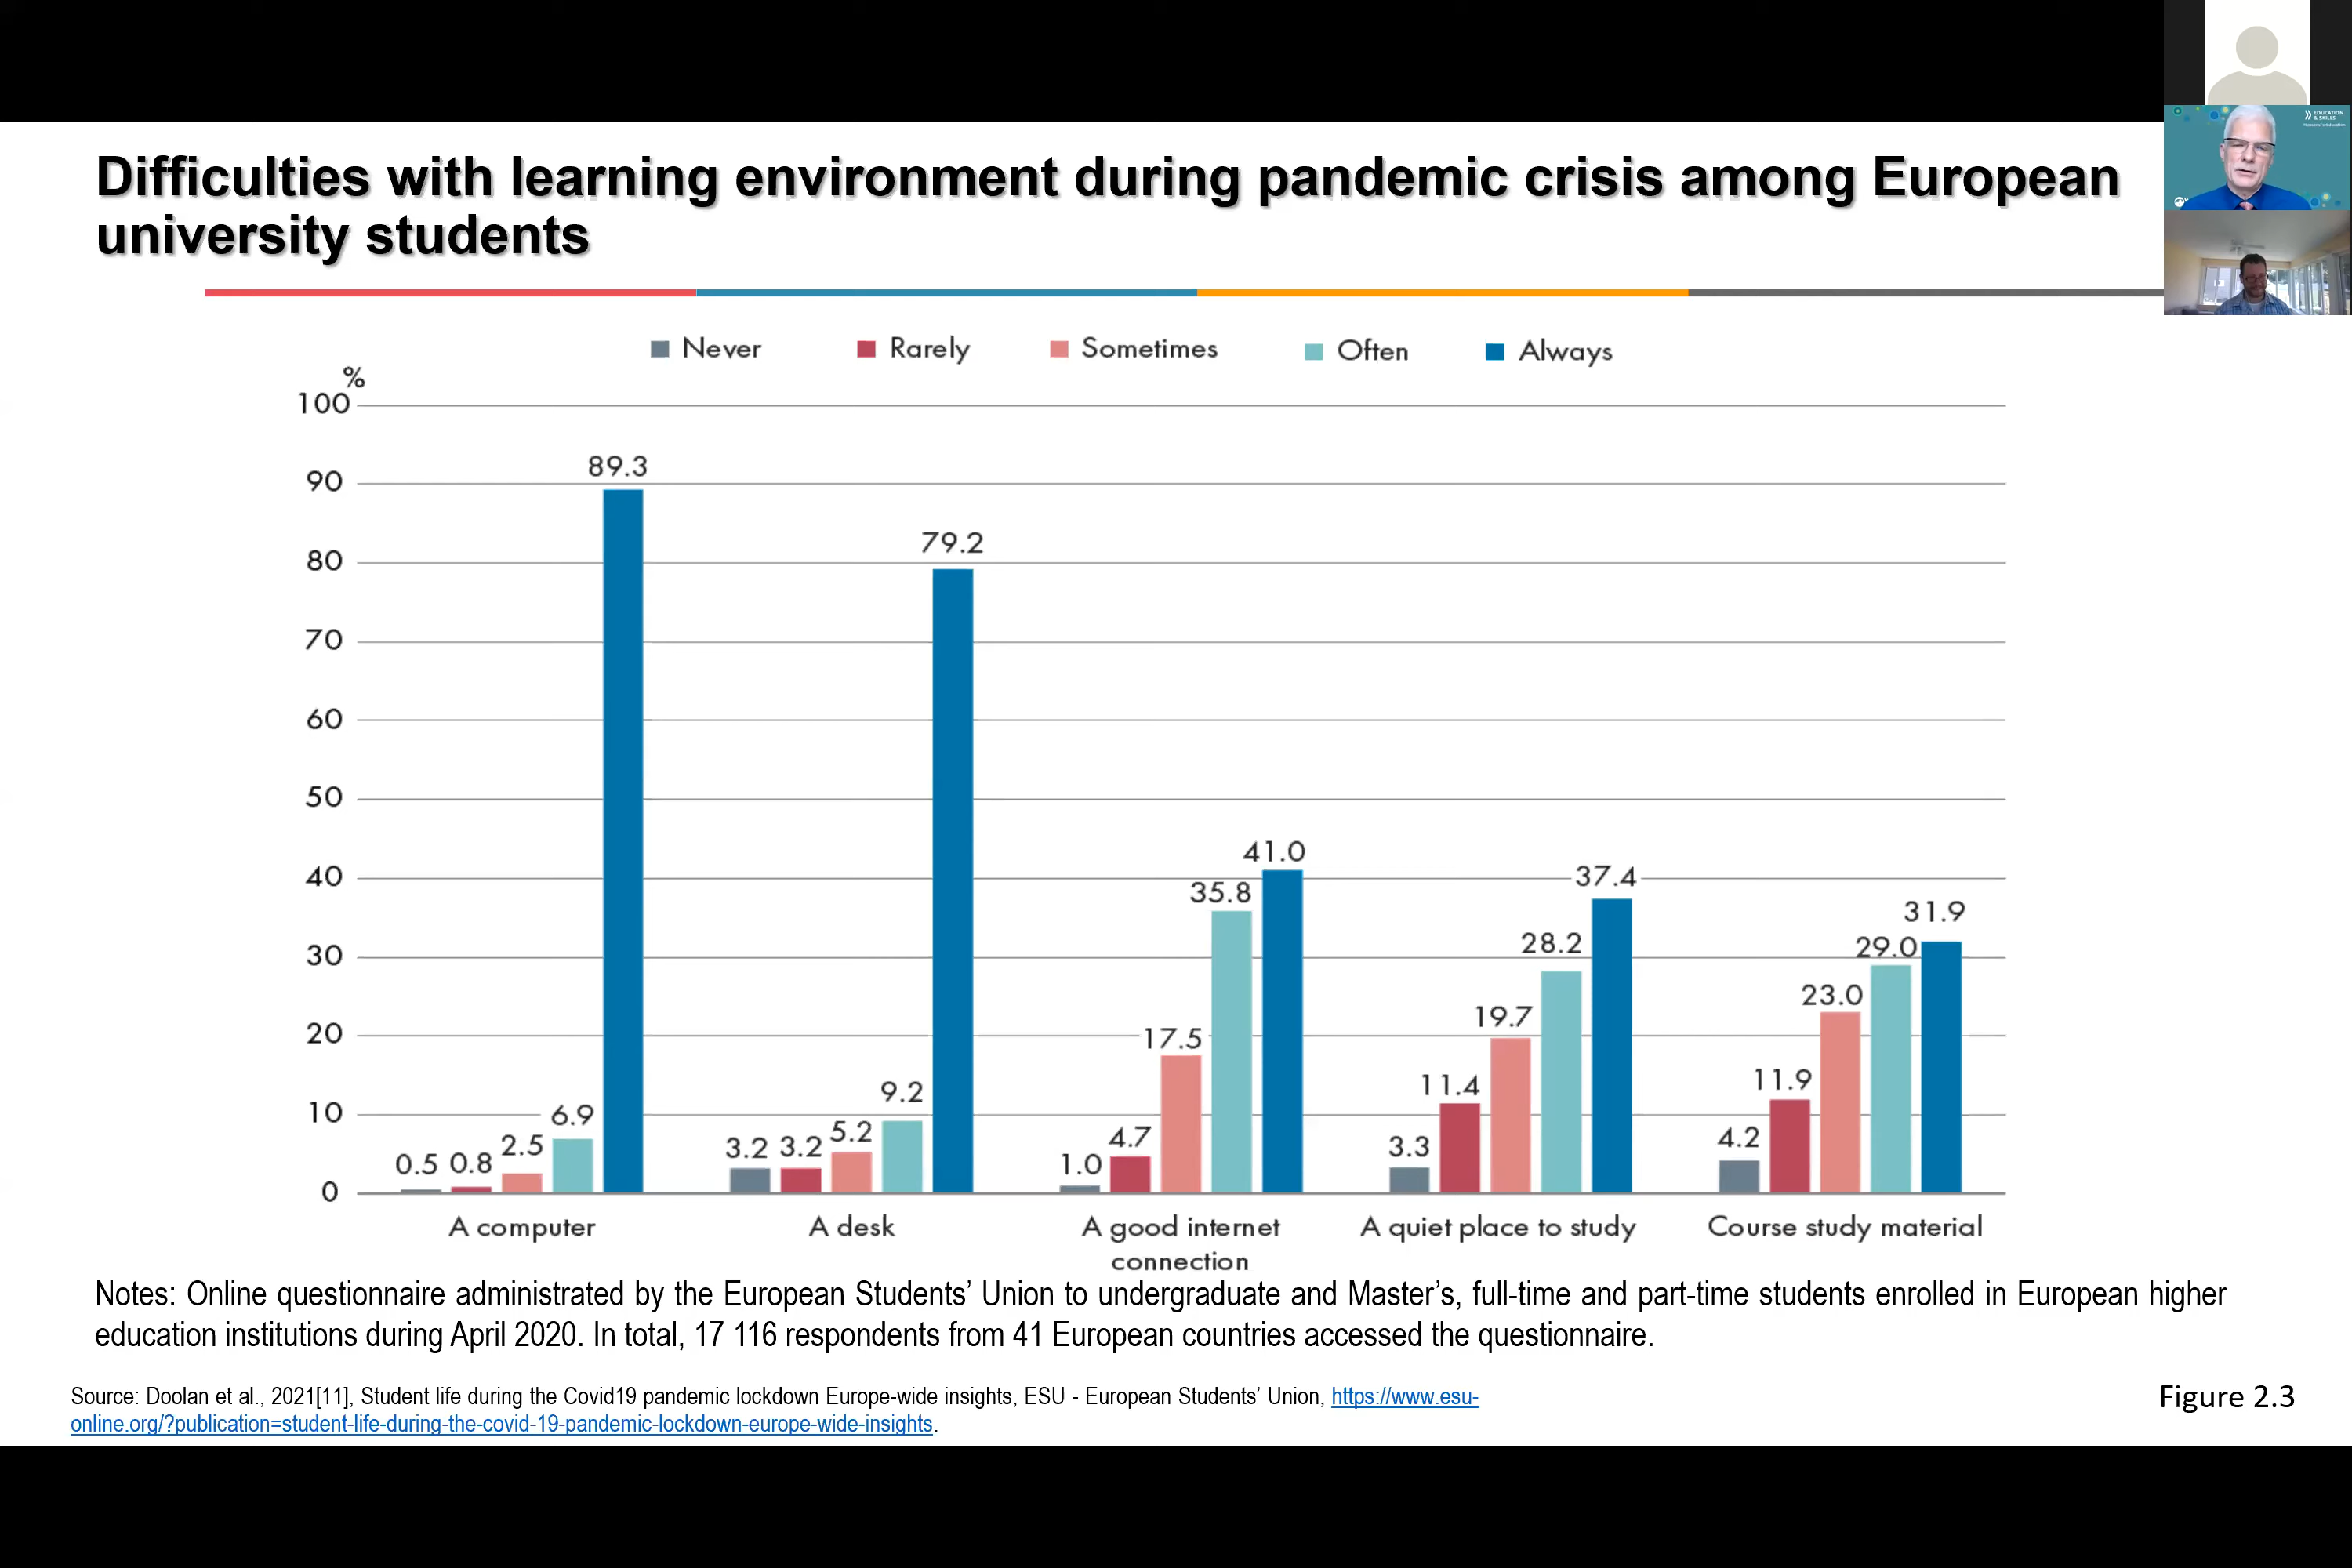 EDUCATION
& SKILLS
Difficulties with learning environment during pandemic crisis among European
university students
Never Rarely Sometimes Often Always
%
100
90
80
70
60
50
40
30
20
10
0
0.5 0.8 2.5 6.9 89.3
3.2 3.2 5.2 9.2 79.2
1.0 4.7 17.5 35.8 41.0
3.3 11.4 19.7 28.2 37.4
4.2 11.9 23.0 29.0 31.9
A computer
A desk
A good internet
connection
A quiet place to study
Course study material
Notes: Online questionnaire administrated by the European Students’ Union to undergraduate and Master’s, full-time and part-time students enrolled in European higher
education institutions during April 2020. In total, 17 116 respondents from 41 European countries accessed the questionnaire.
Source: Doolan et al., 2021[11], Student life during the Covid19 pandemic lockdown Europe-wide insights, ESU - European Students’ Union, https://www.esu-
online.org/?publication=student-life-during-the-covid-19-pandemic-lockdown-europe-wide-insights.
Figure 2.3